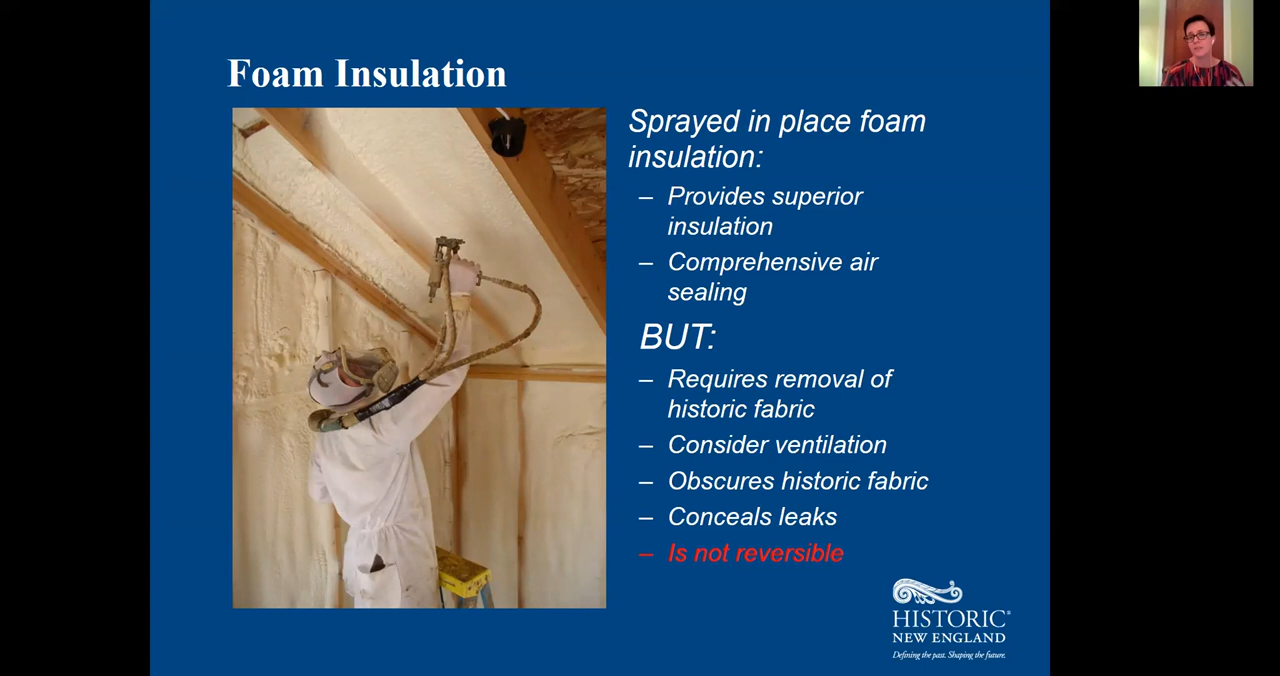 Foam Insulation
Sprayed in place foam
insulation:
– Provides superior
insulation
– Comprehensive air
sealing
BUT:
– Requires removal of
historic fabric
– Consider ventilation
– Obscures historic fabric
– Conceals leaks
– Is not reversible
HISTORIC®
NEW ENGLAND
Defining the past. Shaping the future.